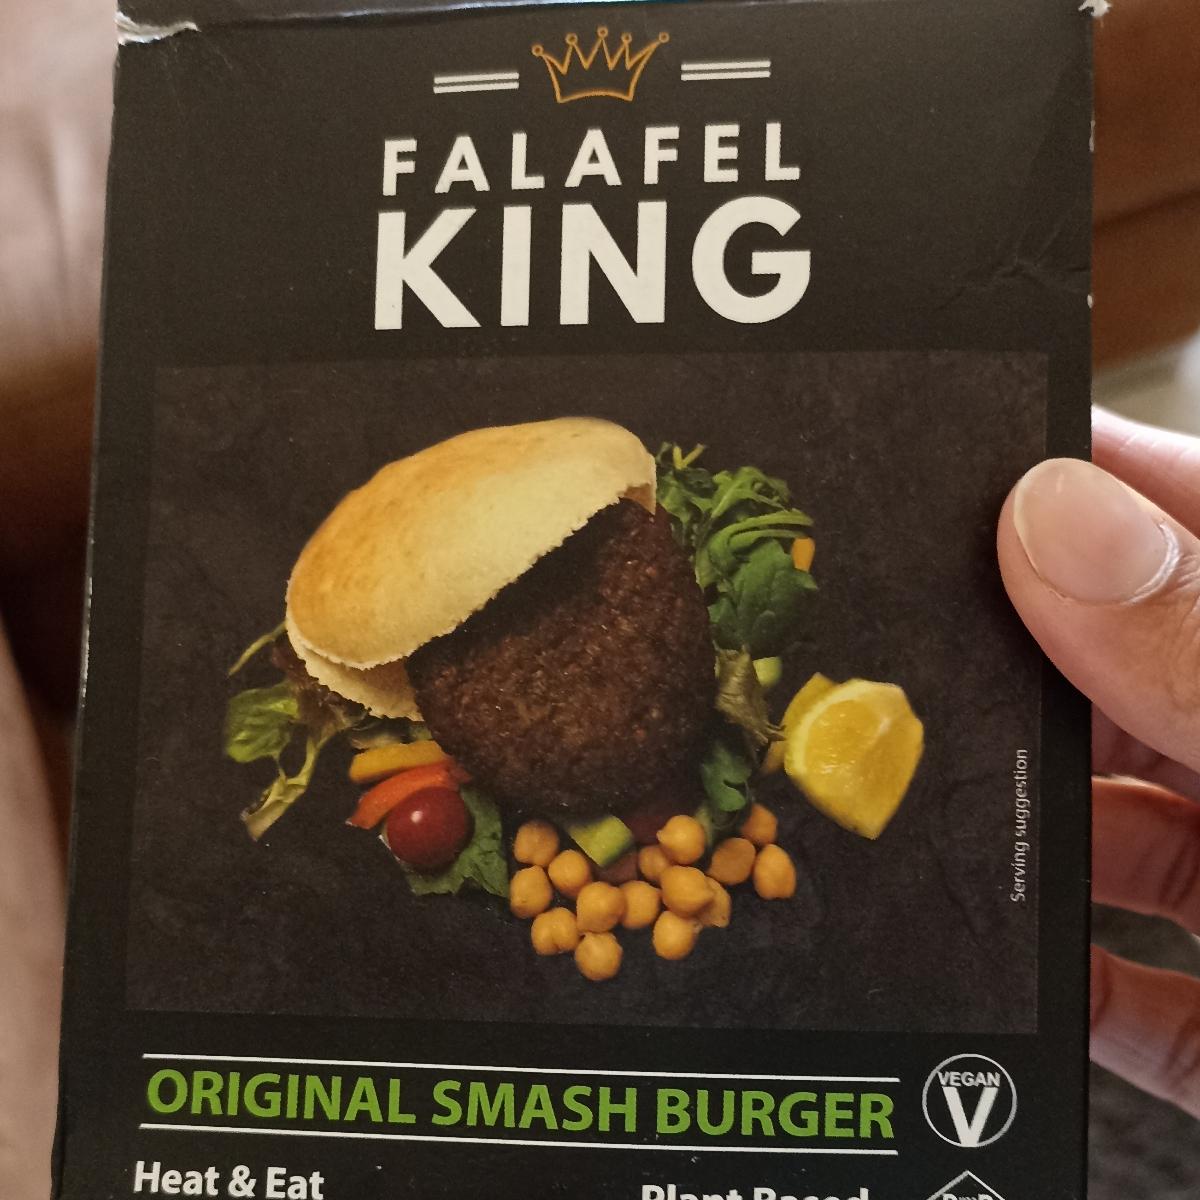 FALAFEL
KING
Serving suggestion
ORIGINAL SMASH BURGER
VEGAN
V
Heat & Eat
Plant Based